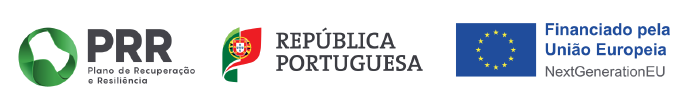 PRR
Plano de Recuperação
e Resiliência
REPÚBLICA
PORTUGUESA
Financiado pela
União Europeia
NextGenerationEU